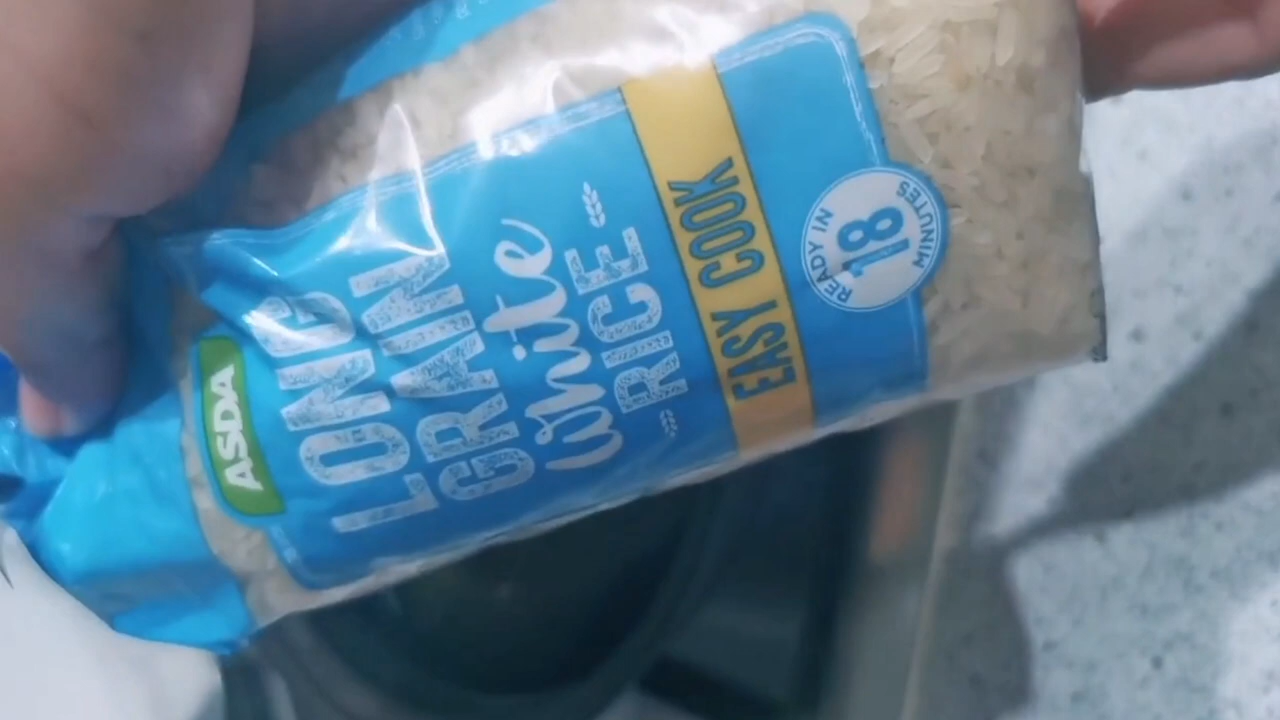 ASDA
LONG
GRAIN
white
RICE
EASY COOK
READY IN
18
MINUTES